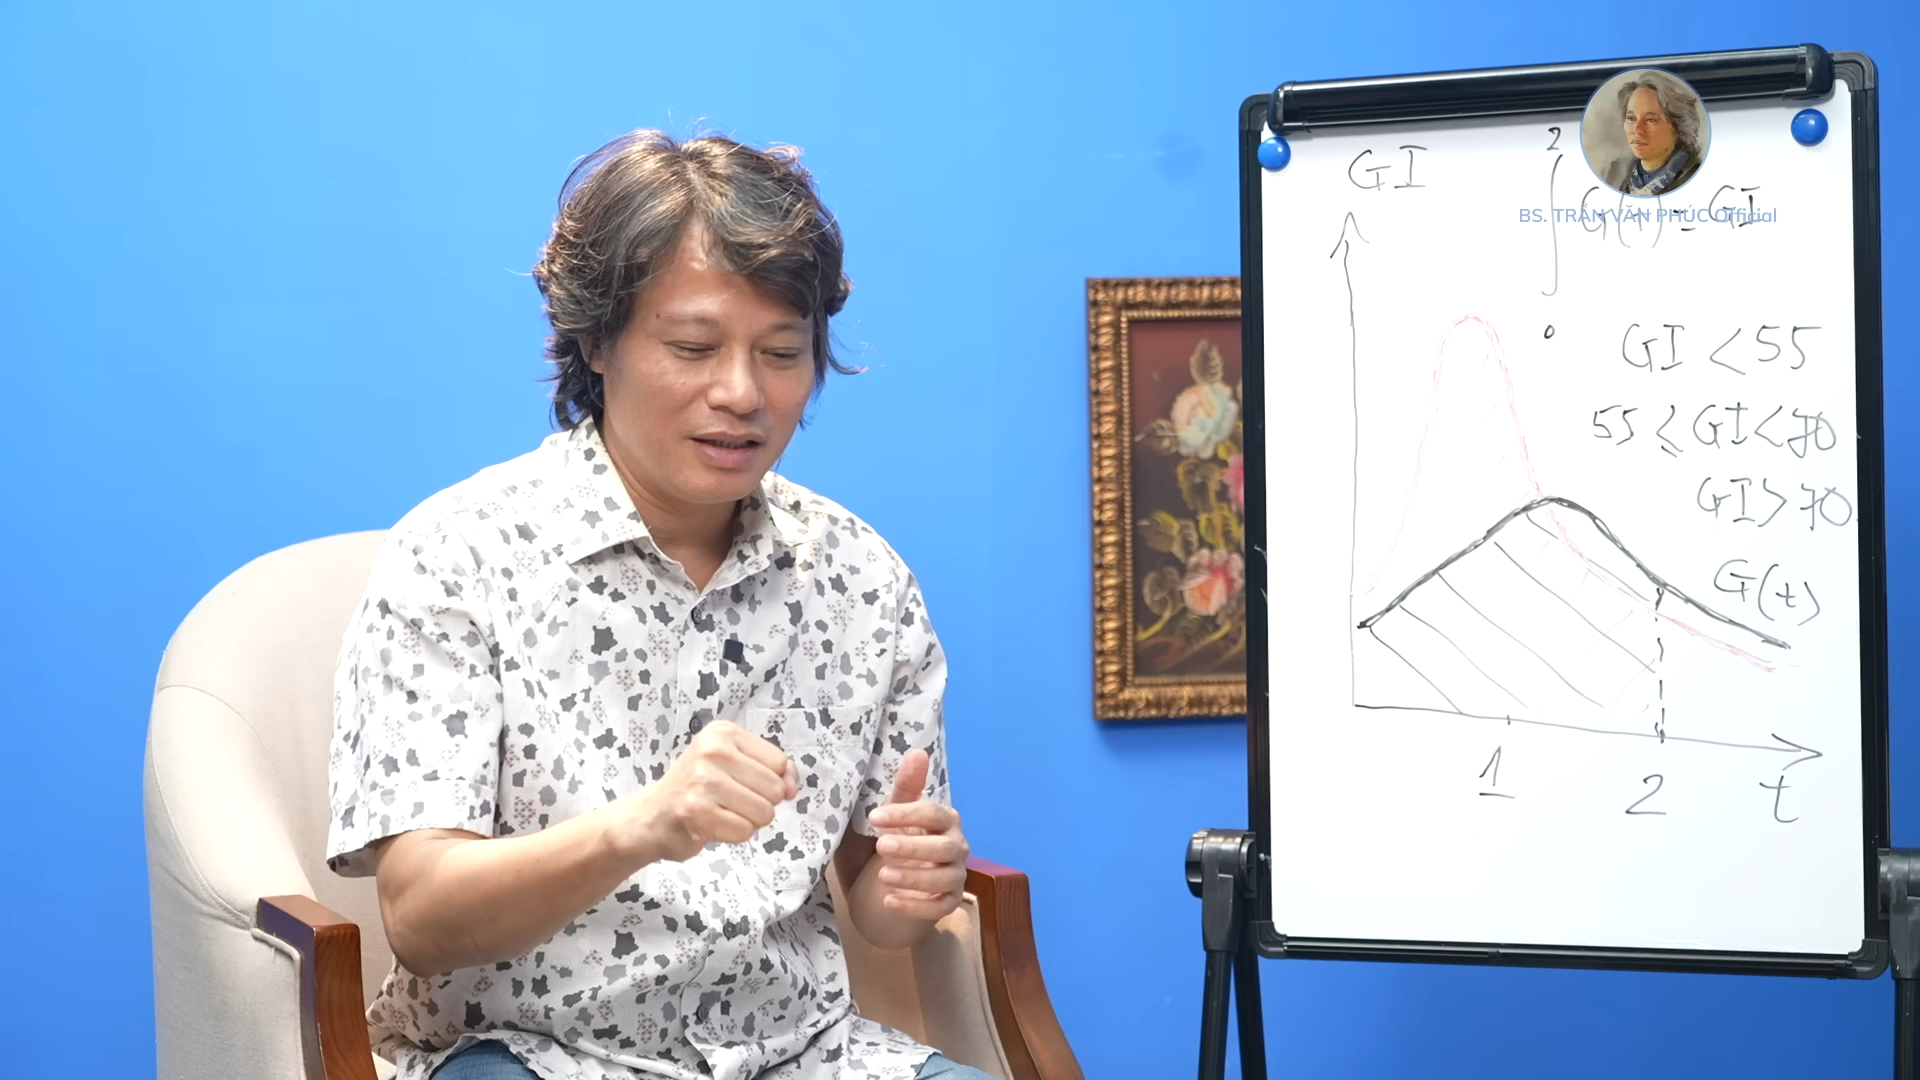 GI
2
∫ G(t) = GI
0
BS. TRẦN VĂN PHÚC Official
GI < 55
55 ≤ GI < 70
GI > 70
G(t)
1
2
t